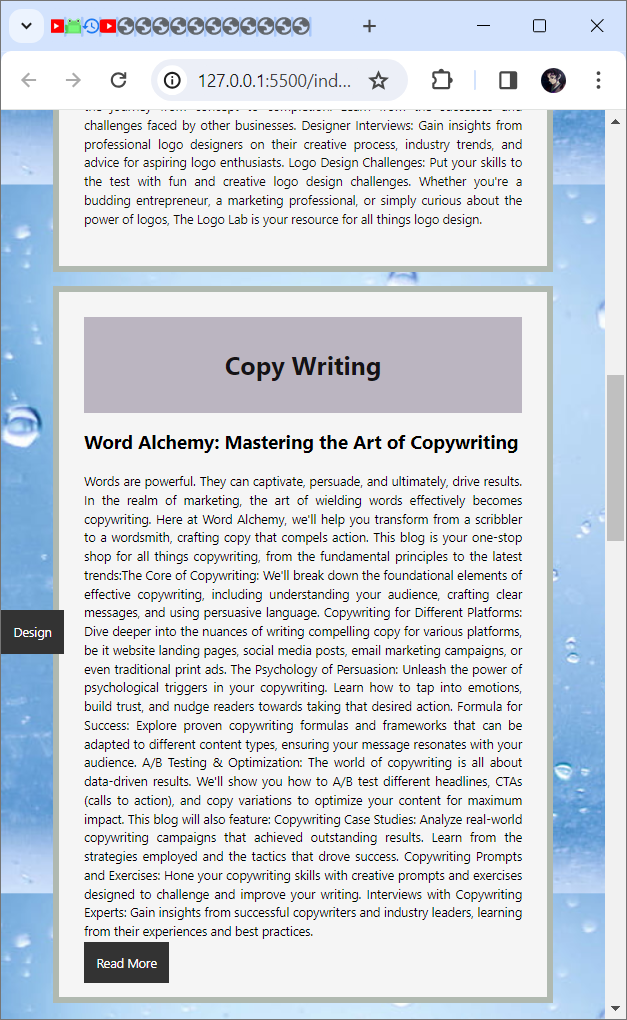 127.0.0.1:5500/ind...
the journey from concept to completion. Learn from the successes and
challenges faced by other businesses. Designer Interviews: Gain insights from
professional logo designers on their creative process, industry trends, and
advice for aspiring logo enthusiasts. Logo Design Challenges: Put your skills to
the test with fun and creative logo design challenges. Whether you're a
budding entrepreneur, a marketing professional, or simply curious about the
power of logos, The Logo Lab is your resource for all things logo design.
Copy Writing
Word Alchemy: Mastering the Art of Copywriting
Words are powerful. They can captivate, persuade, and ultimately, drive results.
In the realm of marketing, the art of wielding words effectively becomes
copywriting. Here at Word Alchemy, we'll help you transform from a scribbler
to a wordsmith, crafting copy that compels action. This blog is your one-stop
shop for all things copywriting, from the fundamental principles to the latest
trends:The Core of Copywriting: We'll break down the foundational elements of
effective copywriting, including understanding your audience, crafting clear
messages, and using persuasive language. Copywriting for Different Platforms:
Dive deeper into the nuances of writing compelling copy for various platforms,
be it website landing pages, social media posts, email marketing campaigns, or
even traditional print ads. The Psychology of Persuasion: Unleash the power of
psychological triggers in your copywriting. Learn how to tap into emotions,
build trust, and nudge readers towards taking that desired action. Formula for
Success: Explore proven copywriting formulas and frameworks that can be
adapted to different content types, ensuring your message resonates with your
audience. A/B Testing & Optimization: The world of copywriting is all about
data-driven results. We'll show you how to A/B test different headlines, CTAs
(calls to action), and copy variations to optimize your content for maximum
impact. This blog will also feature: Copywriting Case Studies: Analyze real-world
copywriting campaigns that achieved outstanding results. Learn from the
strategies employed and the tactics that drove success. Copywriting Prompts
and Exercises: Hone your copywriting skills with creative prompts and exercises
designed to challenge and improve your writing. Interviews with Copywriting
Experts: Gain insights from successful copywriters and industry leaders, learning
from their experiences and best practices.
Design
Read More